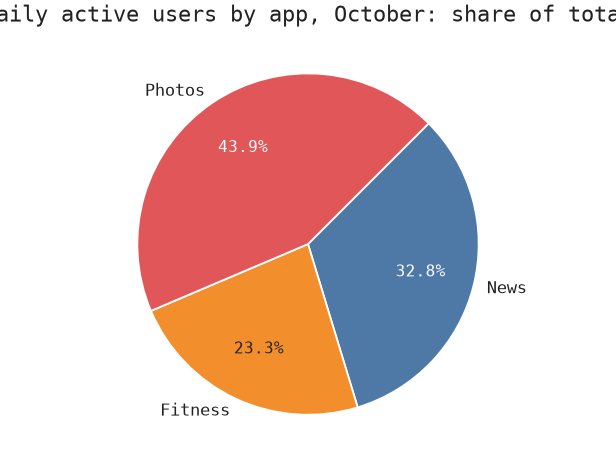 aily active users by app, October: share of tota
Photos
43.9%
32.8%
News
23.3%
Fitness